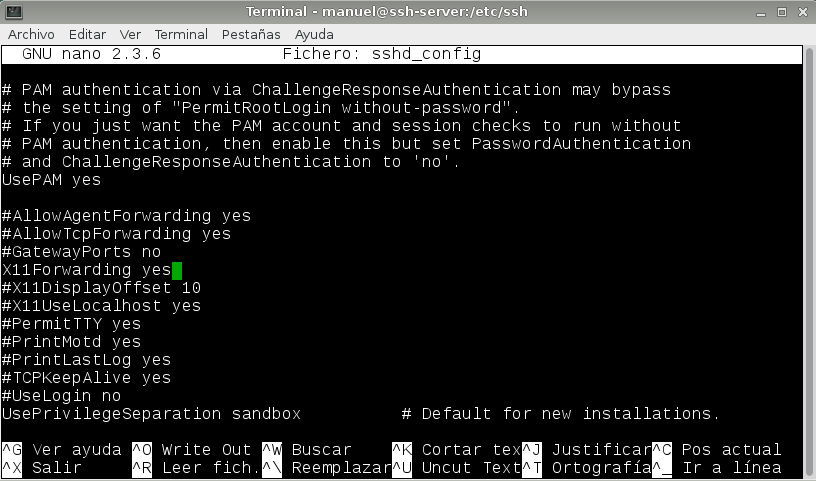 Terminal - manuel@ssh-server:/etc/ssh
Archivo Editar Ver Terminal Pestañas Ayuda
GNU nano 2.3.6 Fichero: sshd_config
# PAM authentication via ChallengeResponseAuthentication may bypass
# the setting of "PermitRootLogin without-password".
# If you just want the PAM account and session checks to run without
# PAM authentication, then enable this but set PasswordAuthentication
# and ChallengeResponseAuthentication to 'no'.
UsePAM yes
#AllowAgentForwarding yes
#AllowTcpForwarding yes
#GatewayPorts no
X11Forwarding yes
#X11DisplayOffset 10
#X11UseLocalhost yes
#PermitTTY yes
#PrintMotd yes
#PrintLastLog yes
#TCPKeepAlive yes
#UseLogin no
UsePrivilegeSeparation sandbox # Default for new installations.
^G Ver ayuda ^O Write Out ^W Buscar ^K Cortar tex^J Justificar^C Pos actual
^X Salir ^R Leer fich.^\ Reemplazar^U Uncut Text^T Ortografía^_ Ir a línea